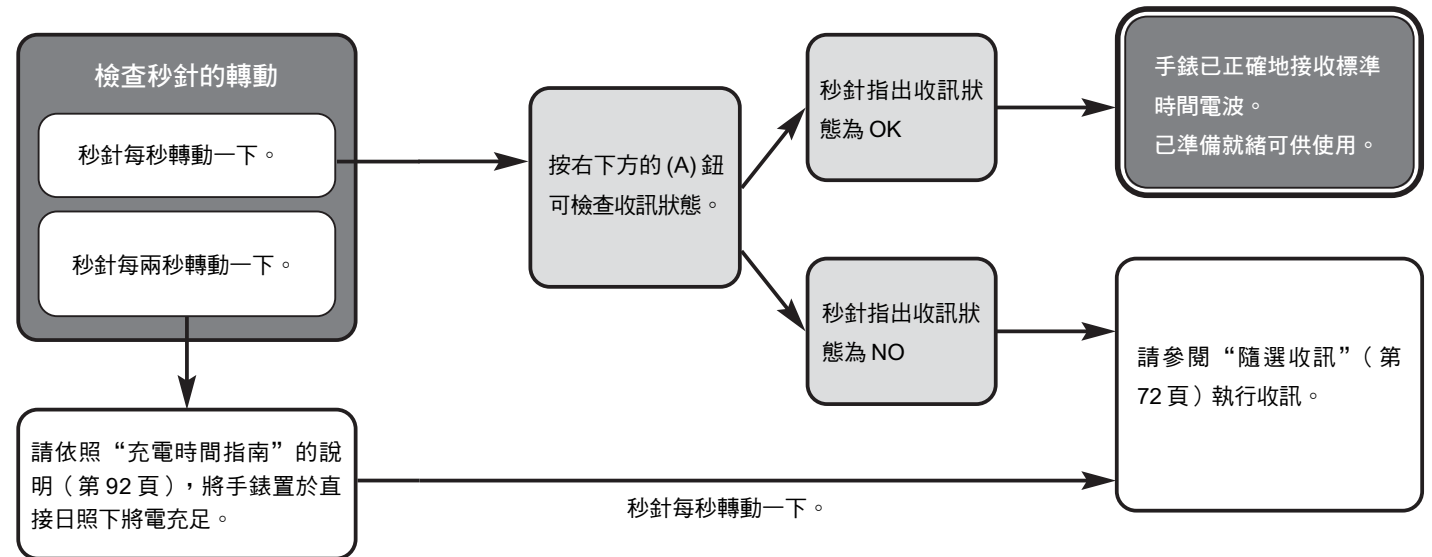 檢查秒針的轉動
秒針每秒轉動一下。
秒針每兩秒轉動一下。
按右下方的 (A) 鈕
可檢查收訊狀態。
秒針指出收訊狀
態為 OK
手錶已正確地接收標準
時間電波。
已準備就緒可供使用。
秒針指出收訊狀
態為 NO
請參閱“隨選收訊”（第
72 頁）執行收訊。
請依照“充電時間指南”的說
明（第 92 頁），將手錶置於直
接日照下將電充足。
秒針每秒轉動一下。